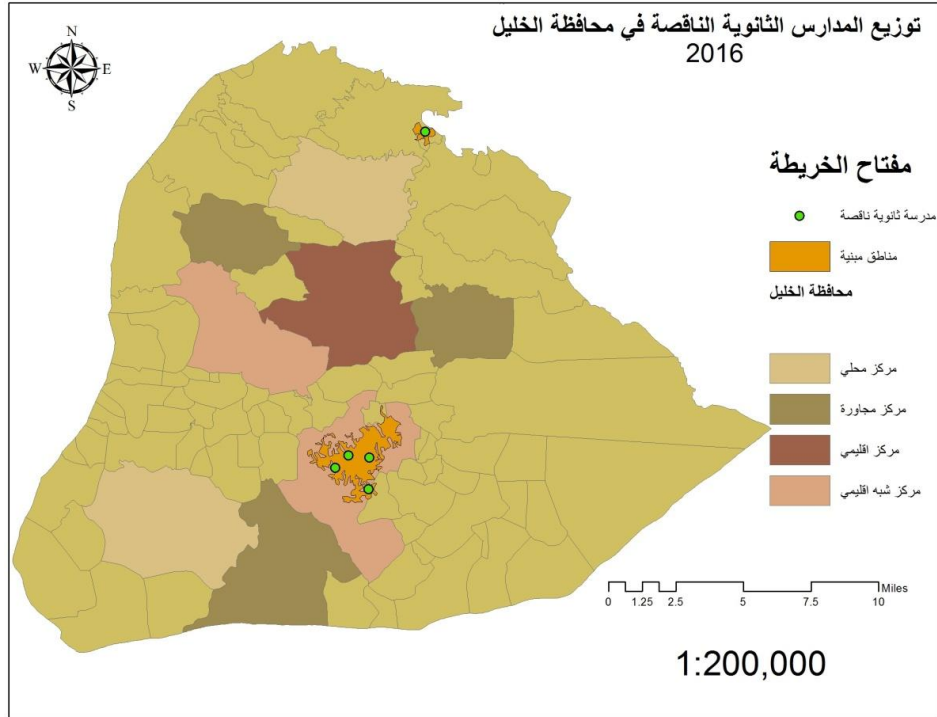 توزيع المدارس الثانوية الناقصة في محافظة الخليل
2016
N
W E
S
مفتاح الخريطة
مدرسة ثانوية ناقصة
مناطق مبنية
محافظة الخليل
مركز محلي
مركز مجاورة
مركز اقليمي
مركز شبه اقليمي
Miles
0 1.25 2.5 5 7.5 10
1:200,000